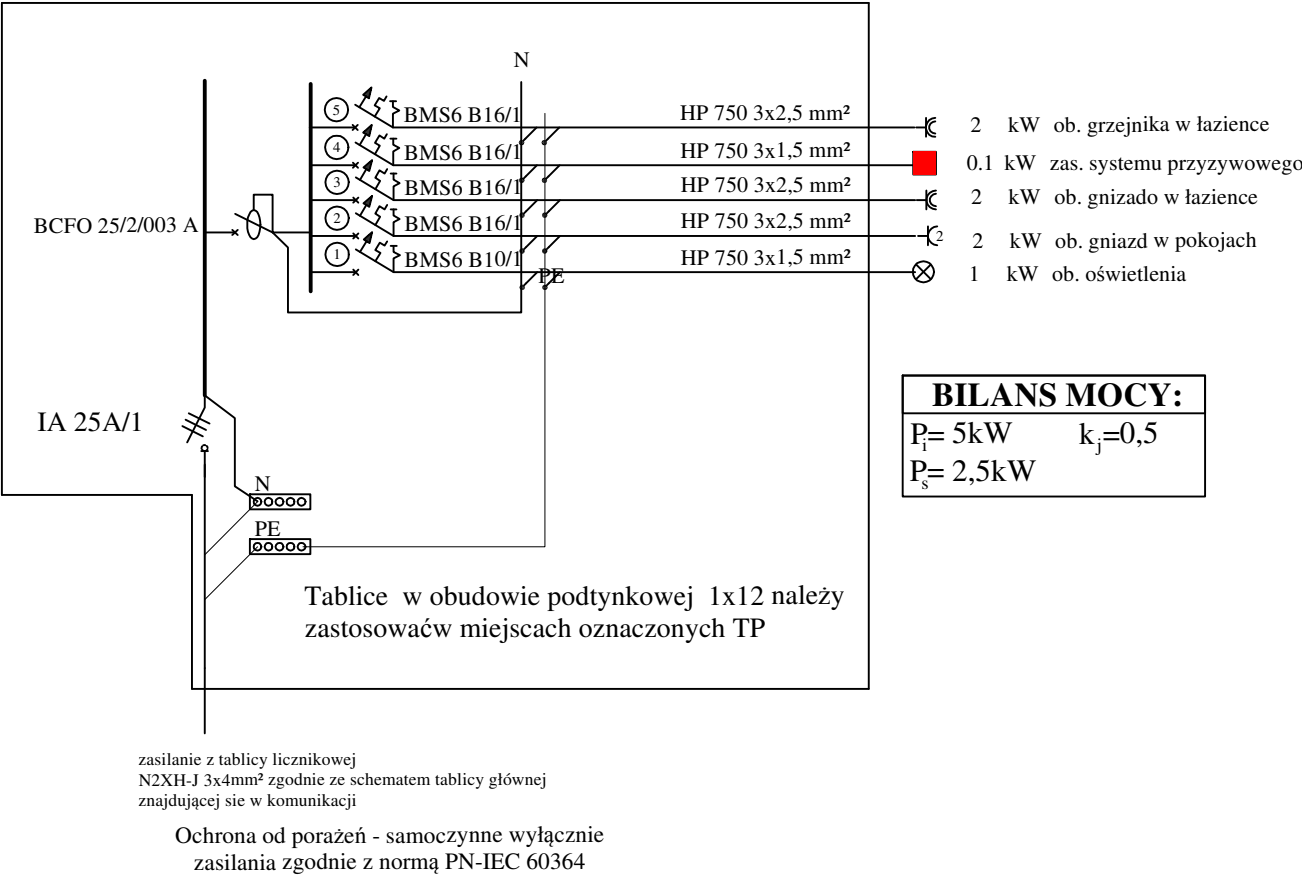 N
5 BMS6 B16/1 HP 750 3x2,5 mm² 2 kW ob. grzejnika w łazience
4 BMS6 B16/1 HP 750 3x1,5 mm² 0.1 kW zas. systemu przyzywowego
3 BMS6 B16/1 HP 750 3x2,5 mm² 2 kW ob. gnizado w łazience
BCFO 25/2/003 A
2 BMS6 B16/1 HP 750 3x2,5 mm² 2 2 kW ob. gniazd w pokojach
1 BMS6 B10/1 HP 750 3x1,5 mm² 1 kW ob. oświetlenia
PE
BILANS MOCY:
IA 25A/1
Pi= 5kW kj=0,5
Ps= 2,5kW
N
PE
Tablice w obudowie podtynkowej 1x12 należy
zastosowaćw miejscach oznaczonych TP
zasilanie z tablicy licznikowej
N2XH-J 3x4mm² zgodnie ze schematem tablicy głównej
znajdującej sie w komunikacji
Ochrona od porażeń - samoczynne wyłącznie
zasilania zgodnie z normą PN-IEC 60364